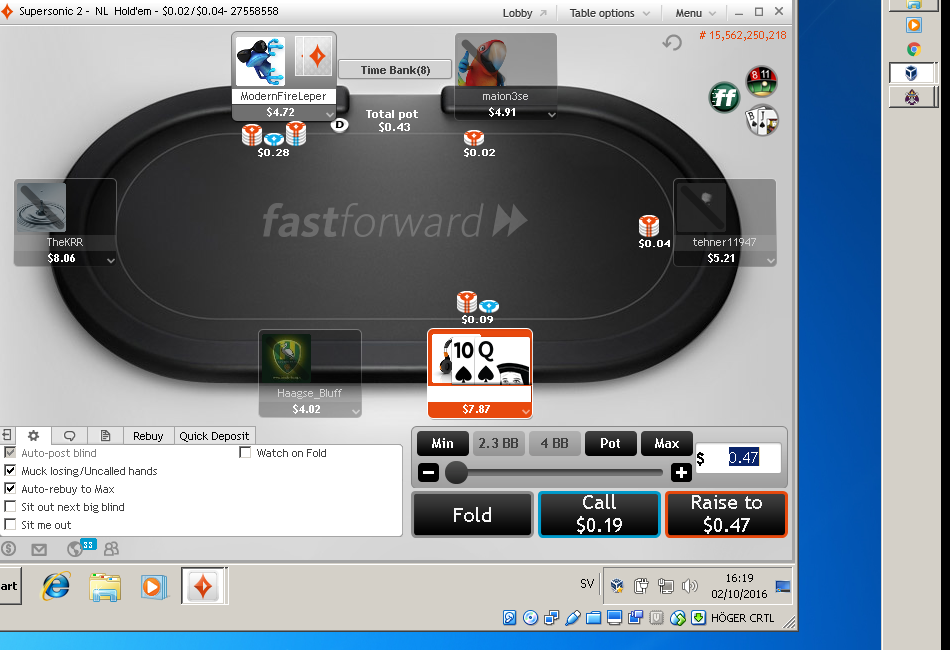 Supersonic 2 - NL Hold'em - $0.02/$0.04- 27558558
Lobby
Table options
Menu
# 15,562,250,218
Time Bank(8)
ModernFireLeper
$4.72
D
Total pot
$0.43
maion3se
$4.91
ff
8 11
B J
$0.28
$0.02
TheKRR
$8.06
fastforward
$0.04
tehner11947
$5.21
$0.09
Haagse_Bluff
$4.02
10 Q
$7.87
Rebuy
Quick Deposit
Auto-post blind
Watch on Fold
Muck losing/Uncalled hands
Auto-rebuy to Max
Sit out next big blind
Sit me out
Min
2.3 BB
4 BB
Pot
Max
$ 0.47
Fold
Call
$0.19
Raise to
$0.47
33
art
SV
16:19
02/10/2016
HÖGER CRTL